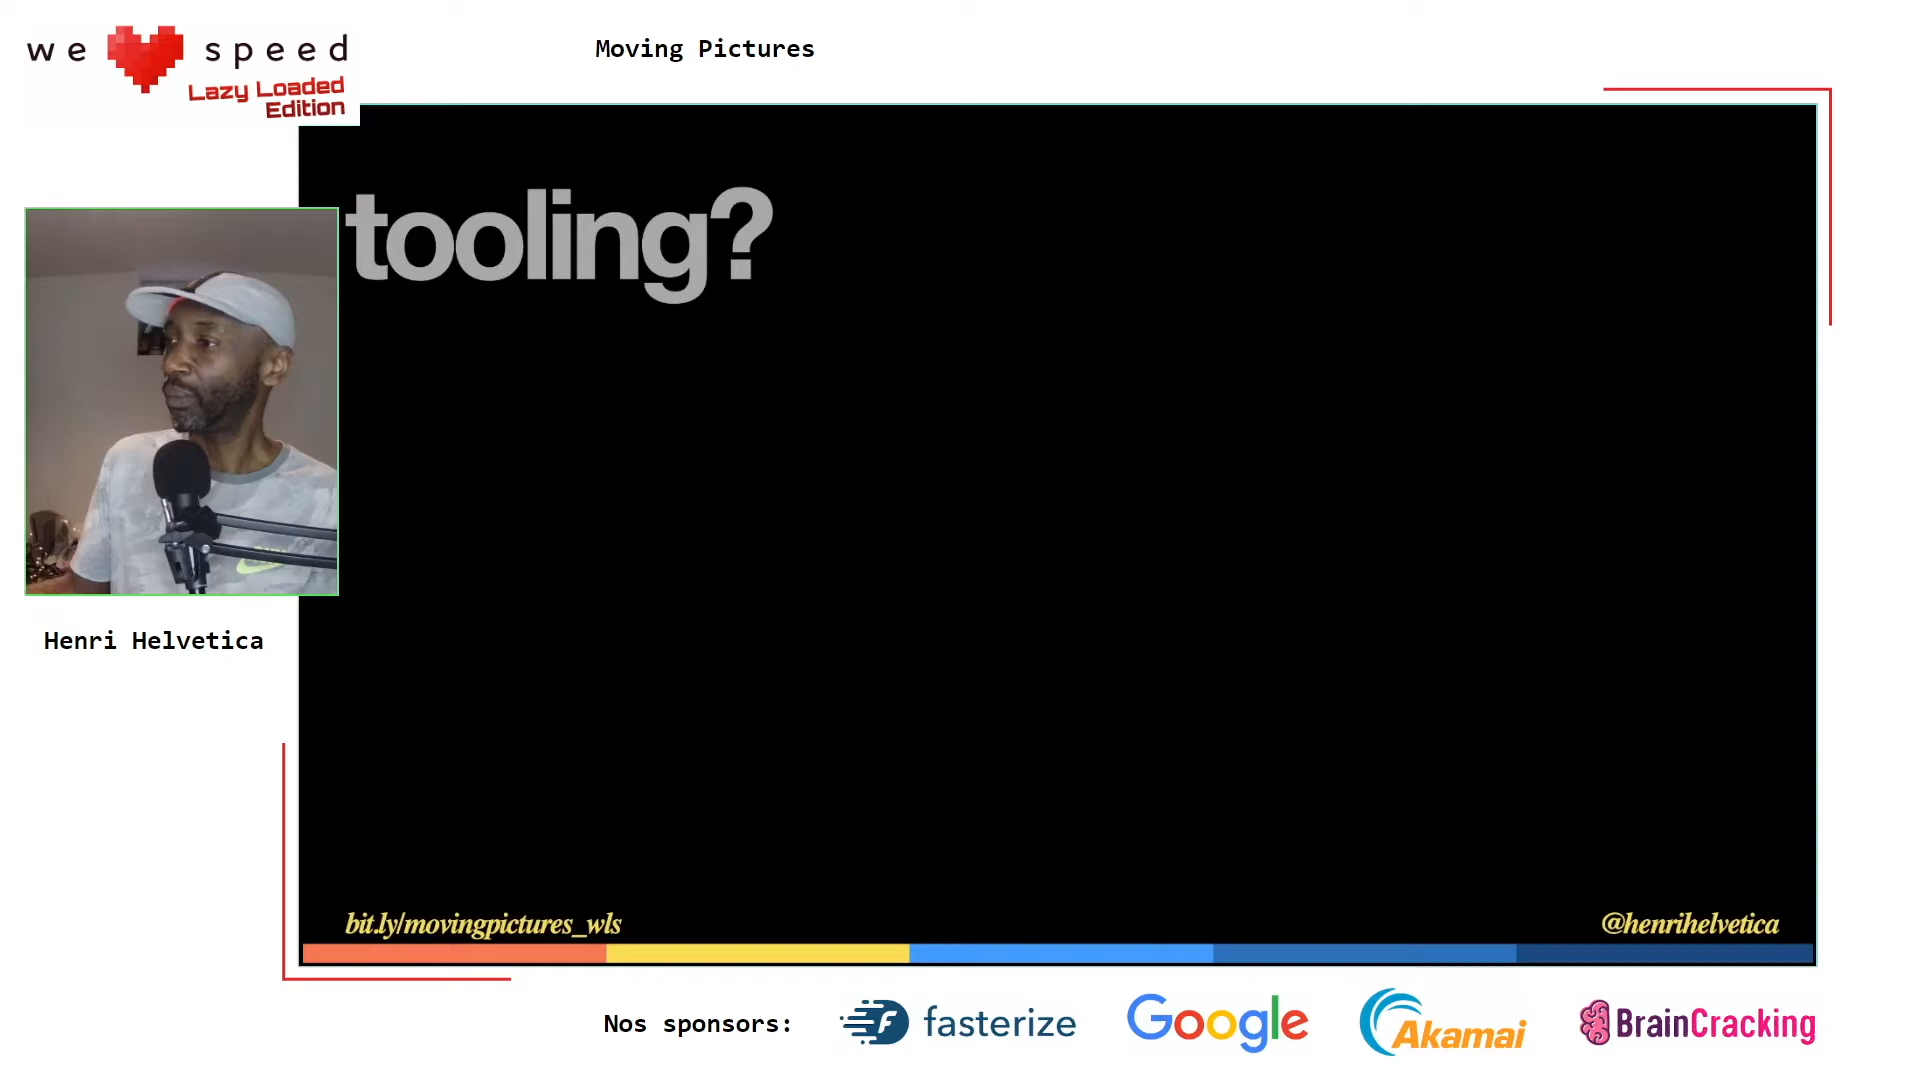 we speed
Lazy Loaded
Edition
Moving Pictures
tooling?
Henri Helvetica
bit.ly/movingpictures_wls
@henrihelvetica
Nos sponsors:
fasterize
Google
Akamai
BrainCracking